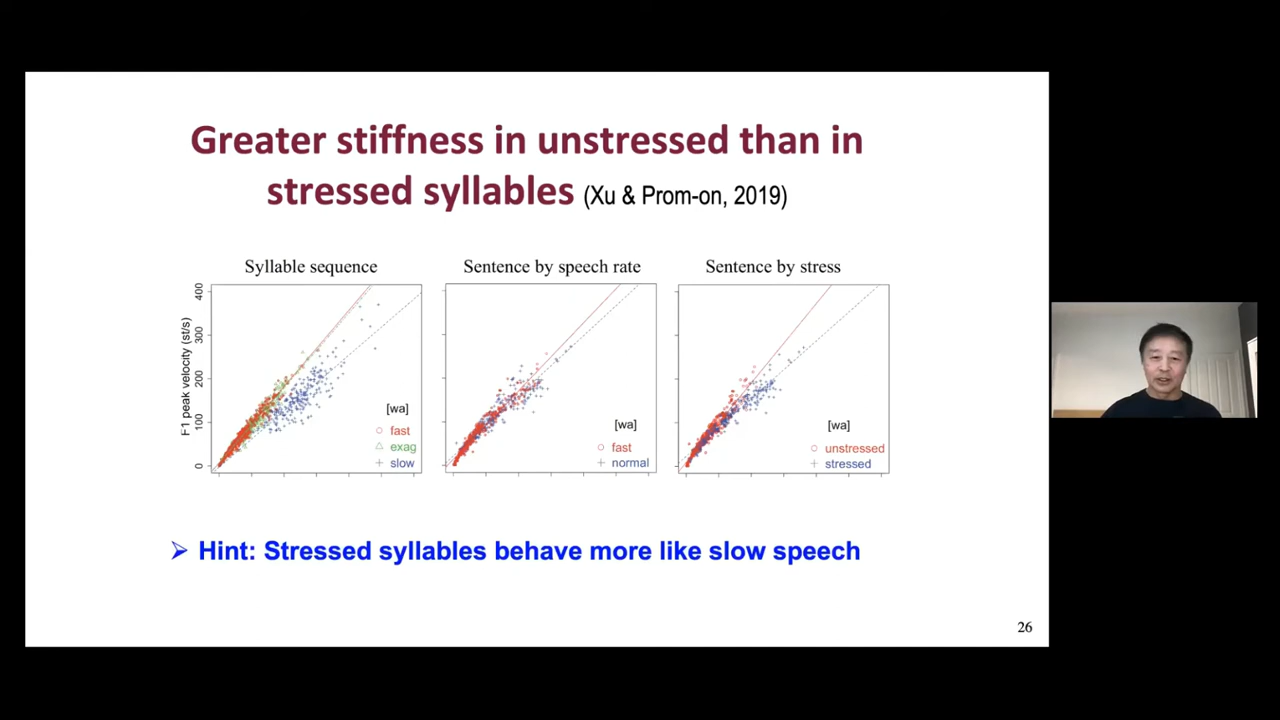 Greater stiffness in unstressed than in
stressed syllables (Xu & Prom-on, 2019)
Syllable sequence
Sentence by speech rate
Sentence by stress
F1 peak velocity (st/s)
400
300
200
100
0
[wa]
fast
exag
slow
[wa]
fast
normal
[wa]
unstressed
stressed
➢ Hint: Stressed syllables behave more like slow speech
26